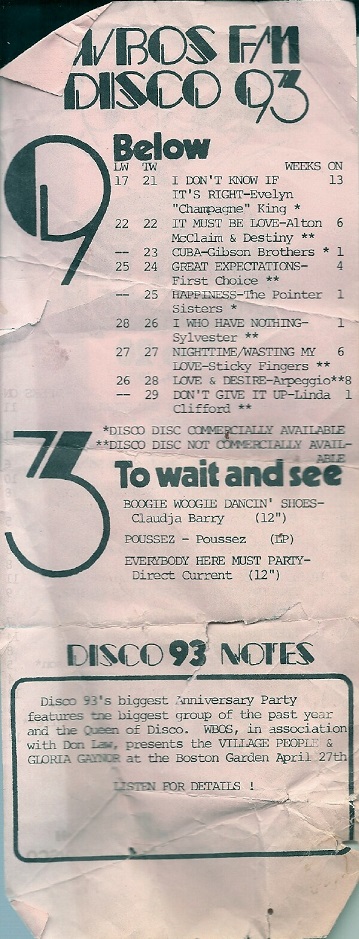 WBOS FM
DISCO 93
9 Below
LW TW WEEKS ON
17 21 I DON'T KNOW IF 13
IT'S RIGHT-Evelyn
"Champagne" King *
22 22 IT MUST BE LOVE-Alton 6
McClaim & Destiny **
-- 23 CUBA-Gibson Brothers * 1
25 24 GREAT EXPECTATIONS- 4
First Choice **
-- 25 HAPPINESS-The Pointer 1
Sisters *
28 26 I WHO HAVE NOTHING- 1
Sylvester **
27 27 NIGHTTIME/WASTING MY 6
LOVE-Sticky Fingers **
26 28 LOVE & DESIRE-Arpeggio**8
-- 29 DON'T GIVE IT UP-Linda 1
Clifford **
*DISCO DISC COMMERCIALLY AVAILABLE
**DISCO DISC NOT COMMERCIALLY AVAIL-
ABLE
3 To wait and see
BOOGIE WOOGIE DANCIN' SHOES-
Claudja Barry (12")
POUSSEZ - Poussez (LP)
EVERYBODY HERE MUST PARTY-
Direct Current (12")
DISCO 93 NOTES
Disco 93's biggest Anniversary Party
features the biggest group of the past year
and the Queen of Disco. WBOS, in association
with Don Law, presents the VILLAGE PEOPLE &
GLORIA GAYNOR at the Boston Garden April 27th
LISTEN FOR DETAILS !